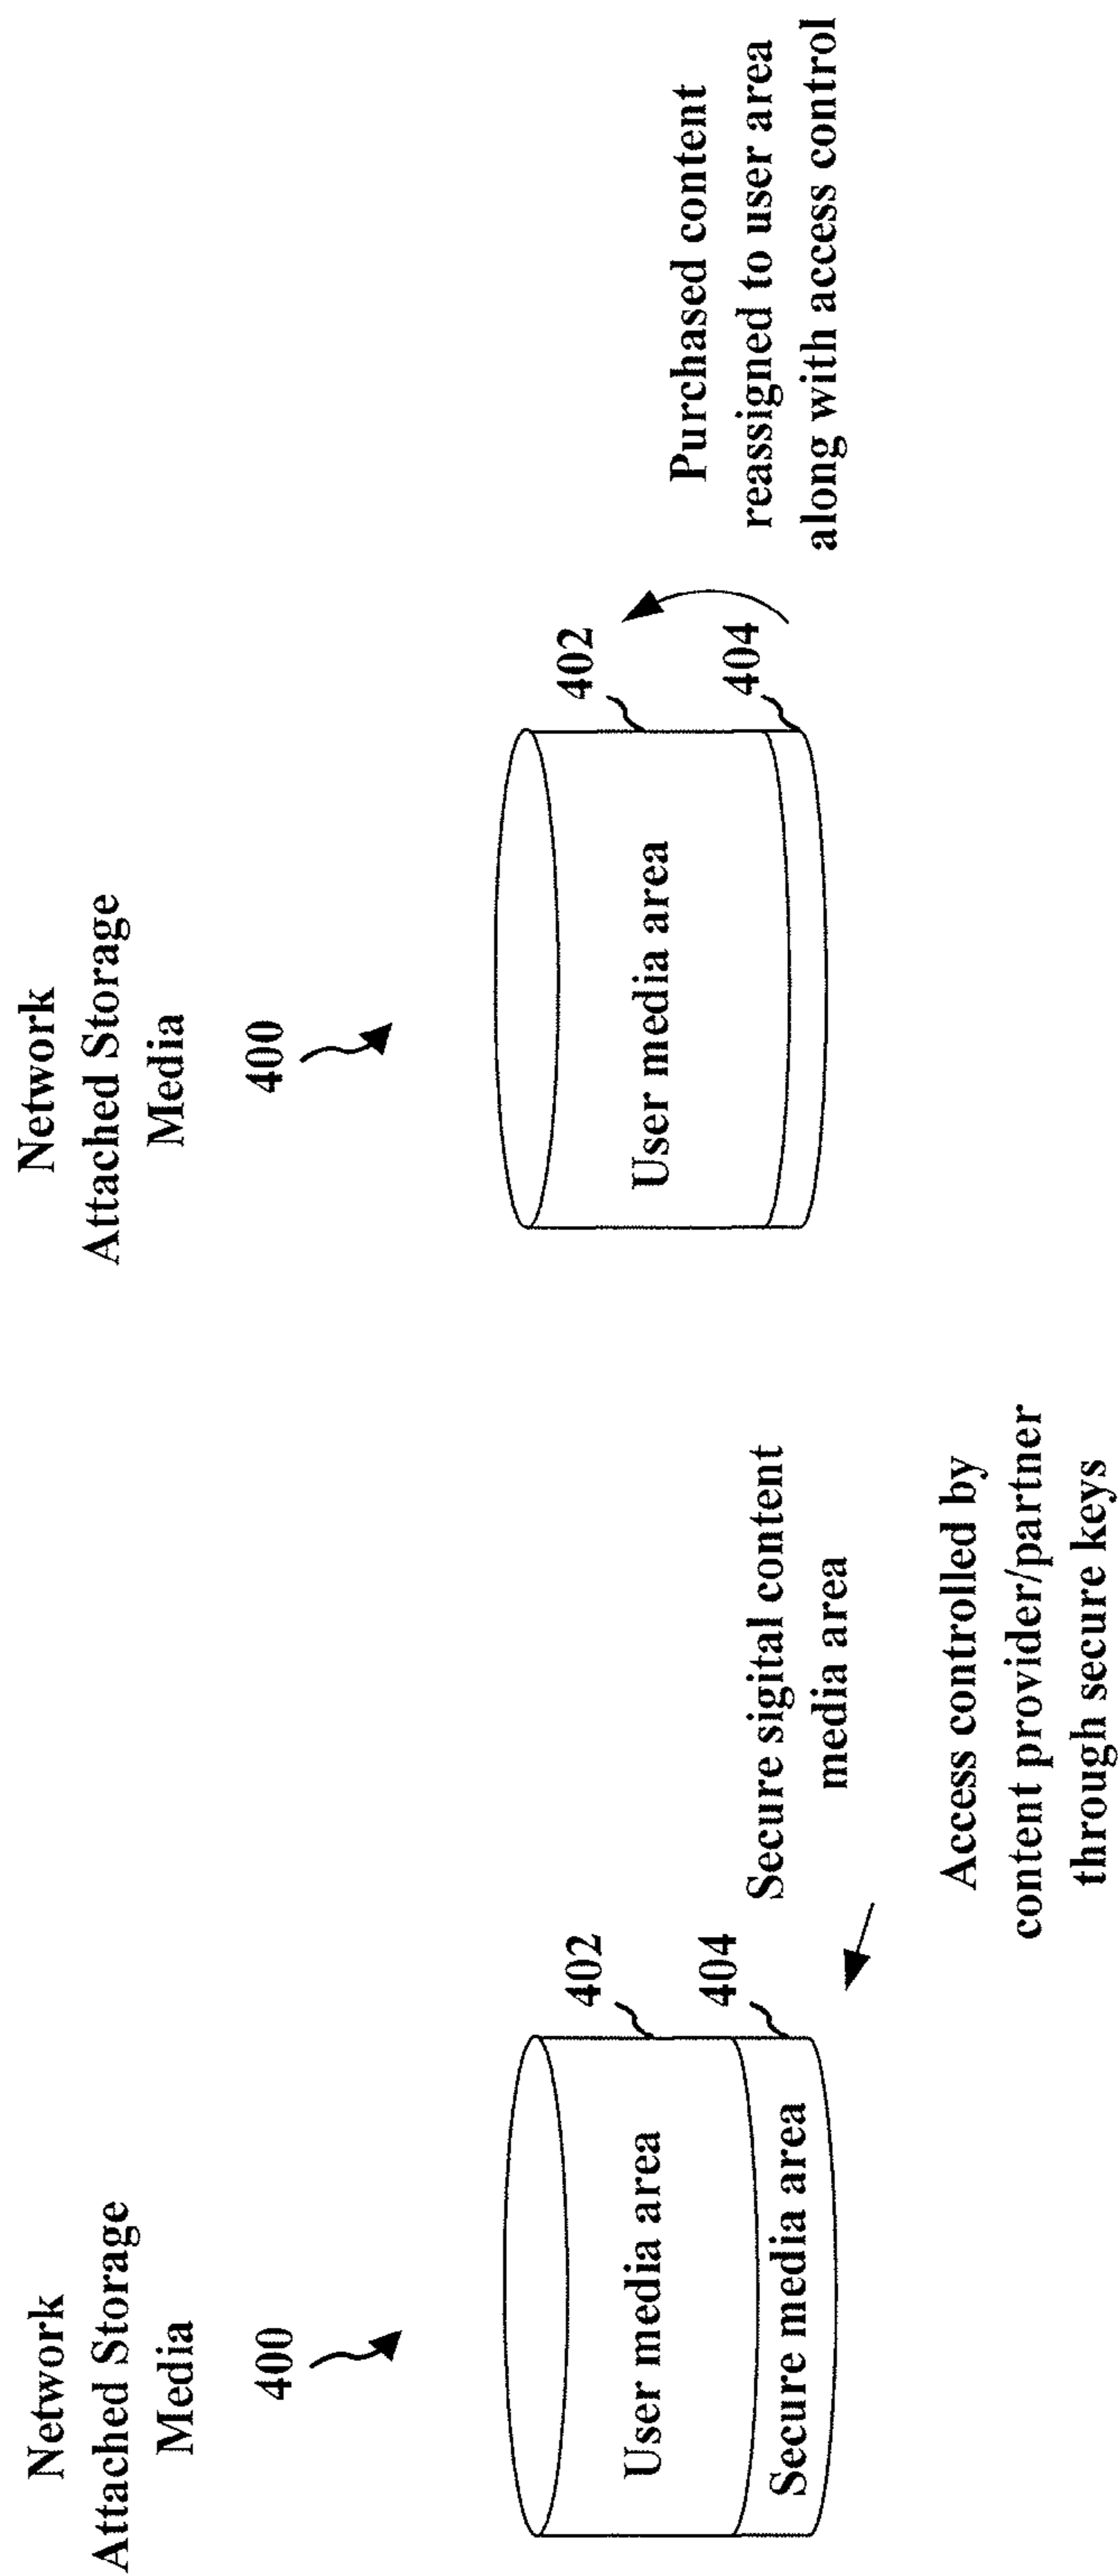 Network
Attached Storage
Media
400
402
404
User media area
Secure media area
Secure sigital content
media area
Access controlled by
content provider/partner
through secure keys
Network
Attached Storage
Media
400
402
404
User media area
Purchased content
reassigned to user area
along with access control